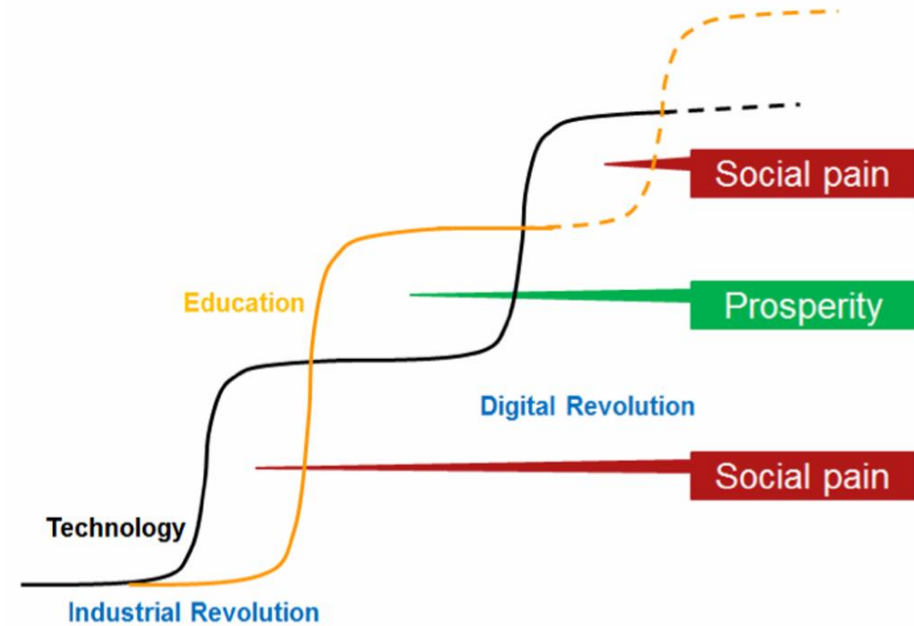 Social pain
Education
Prosperity
Digital Revolution
Social pain
Technology
Industrial Revolution